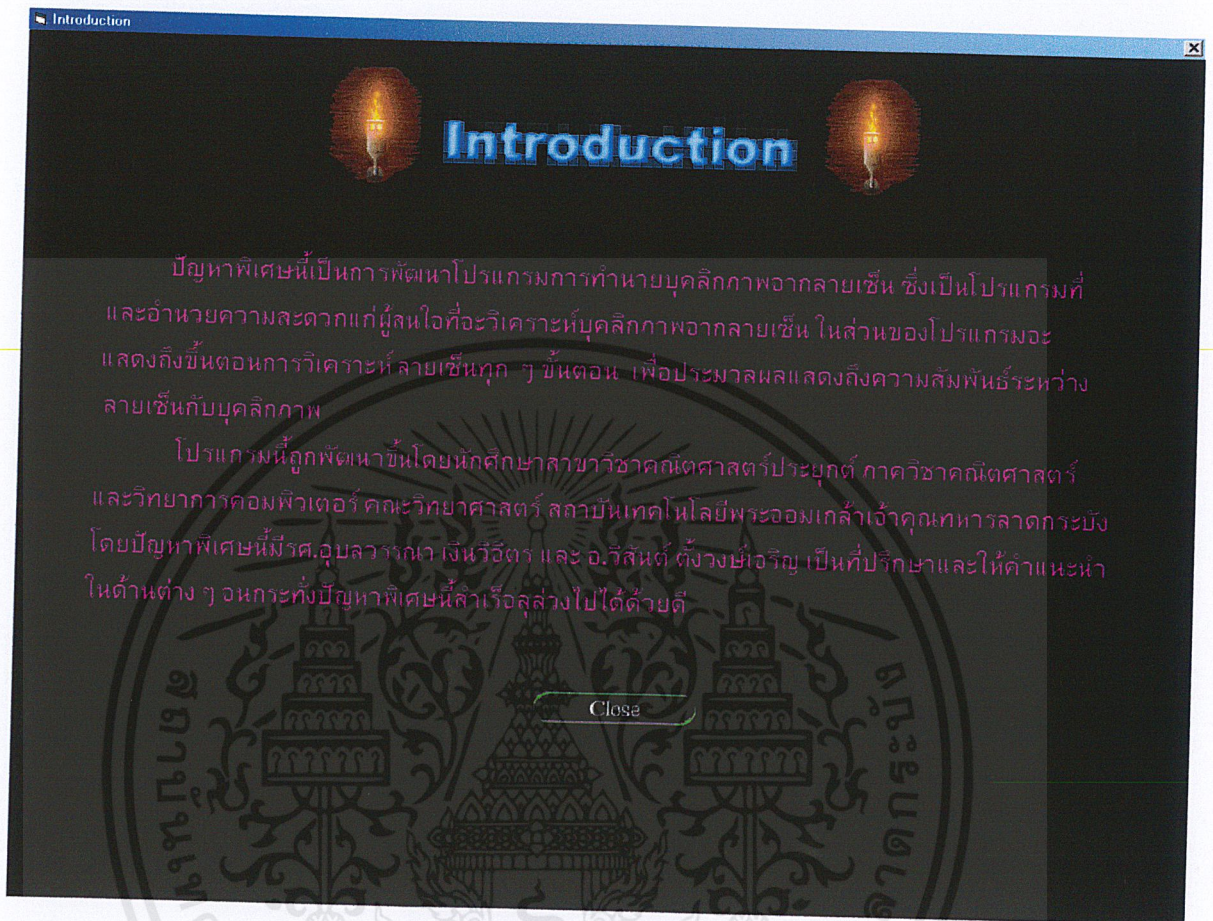 Introduction
Introduction
ปัญหาพิเศษนี้เป็นการพัฒนาโปรแกรมการทำนายบุคลิกภาพจากลายเซ็น ซึ่งเป็นโปรแกรมที่
และอำนวยความสะดวกแก่ผู้สนใจที่จะวิเคราะห์บุคลิกภาพจากลายเซ็น ในส่วนของโปรแกรมจะ
แสดงถึงขั้นตอนการวิเคราะห์ ลายเซ็นทุก ๆ ขั้นตอน เพื่อประมวลผลแสดงถึงความสัมพันธ์ระหว่าง
ลายเซ็นกับบุคลิกภาพ
โปรแกรมนี้ถูกพัฒนาขึ้นโดยนักศึกษาสาขาวิชาคณิตศาสตร์ประยุกต์ ภาควิชาคณิตศาสตร์
และวิทยาการคอมพิวเตอร์ คณะวิทยาศาสตร์ สถาบันเทคโนโลยีพระจอมเกล้าเจ้าคุณทหารลาดกระบัง
โดยปัญหาพิเศษนี้มีรศ.อุบลวรรณา เงินวิจิตร และ อ.วีสันต์ ตั้งวงษ์เจริญ เป็นที่ปรึกษาและให้คำแนะนำ
ในด้านต่าง ๆ จนกระทั่งปัญหาพิเศษนี้สำเร็จลุล่วงไปได้ด้วยดี
Close